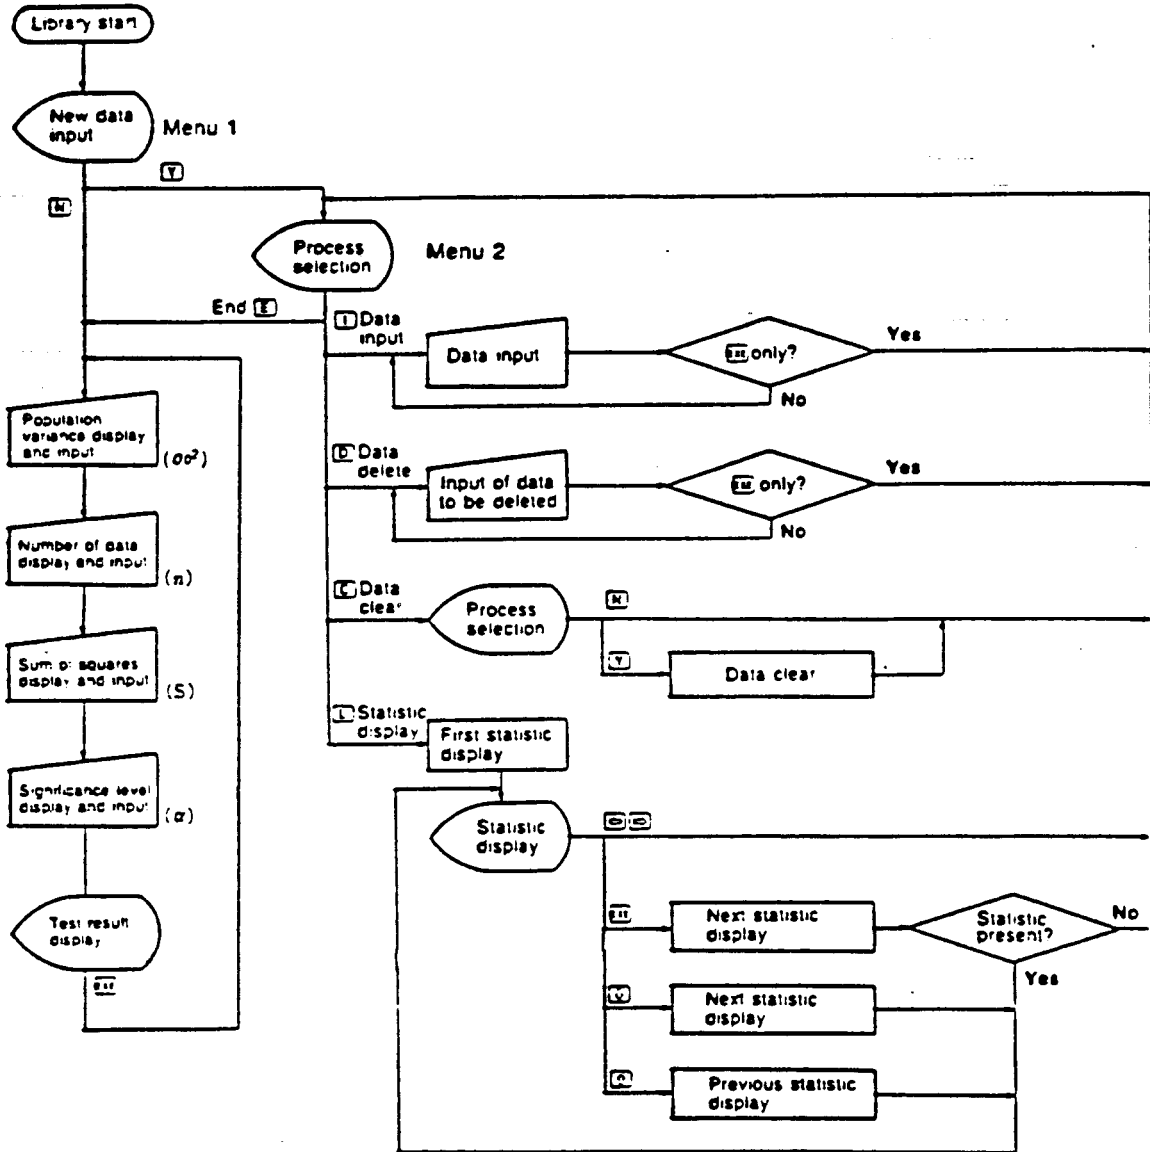 Library start
New data
input
Menu 1
Y
N
Process
selection
Menu 2
End E
I Data
input
Data input
EXE only?
Yes
No
Population
variance display
and input
(σ0²)
D Data
delete
Input of data
to be deleted
EXE only?
Yes
No
Number of data
display and input
(n)
C Data
clear
Process
selection
N
Y
Data clear
Sum of squares
display and input
(S)
L Statistic
display
First statistic
display
Significance level
display and input
(α)
Statistic
display
Test result
display
EXE
EXE
Next statistic
display
Statistic
present?
No
Yes
Next statistic
display
Previous statistic
display